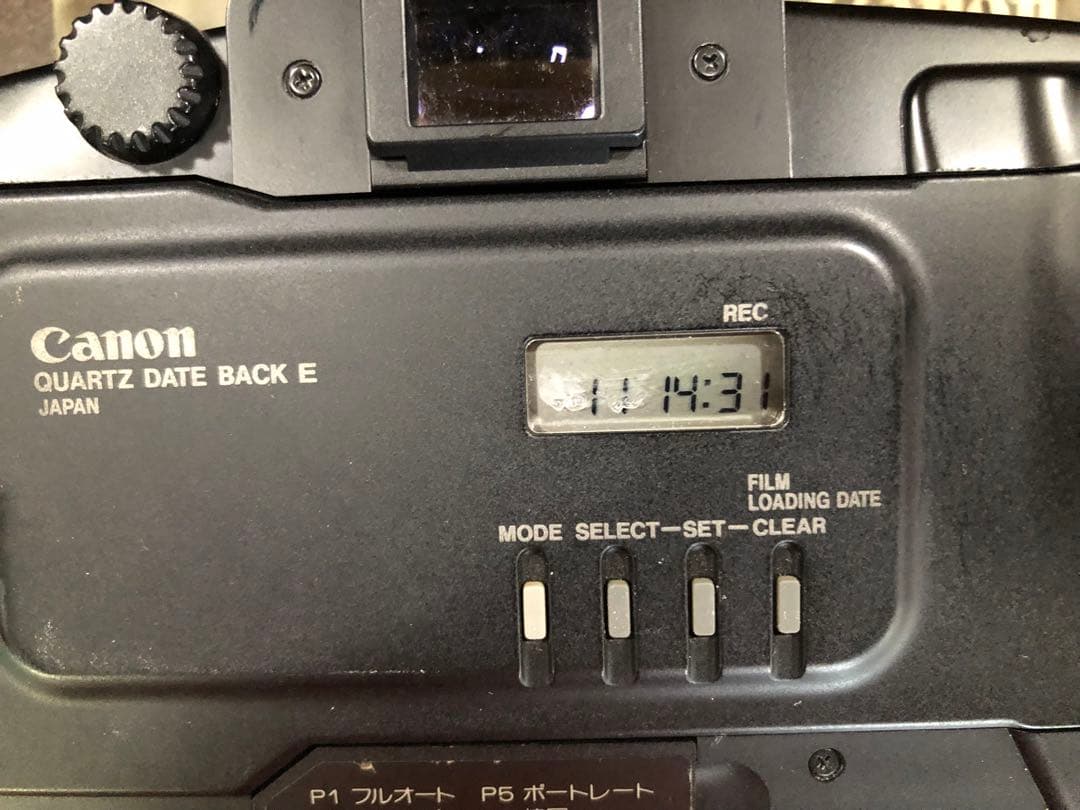 REC
Canon
QUARTZ DATE BACK E
JAPAN
11 14:31
FILM
LOADING DATE
MODE SELECT–SET–CLEAR
P1 フルオート P5 ポートレート